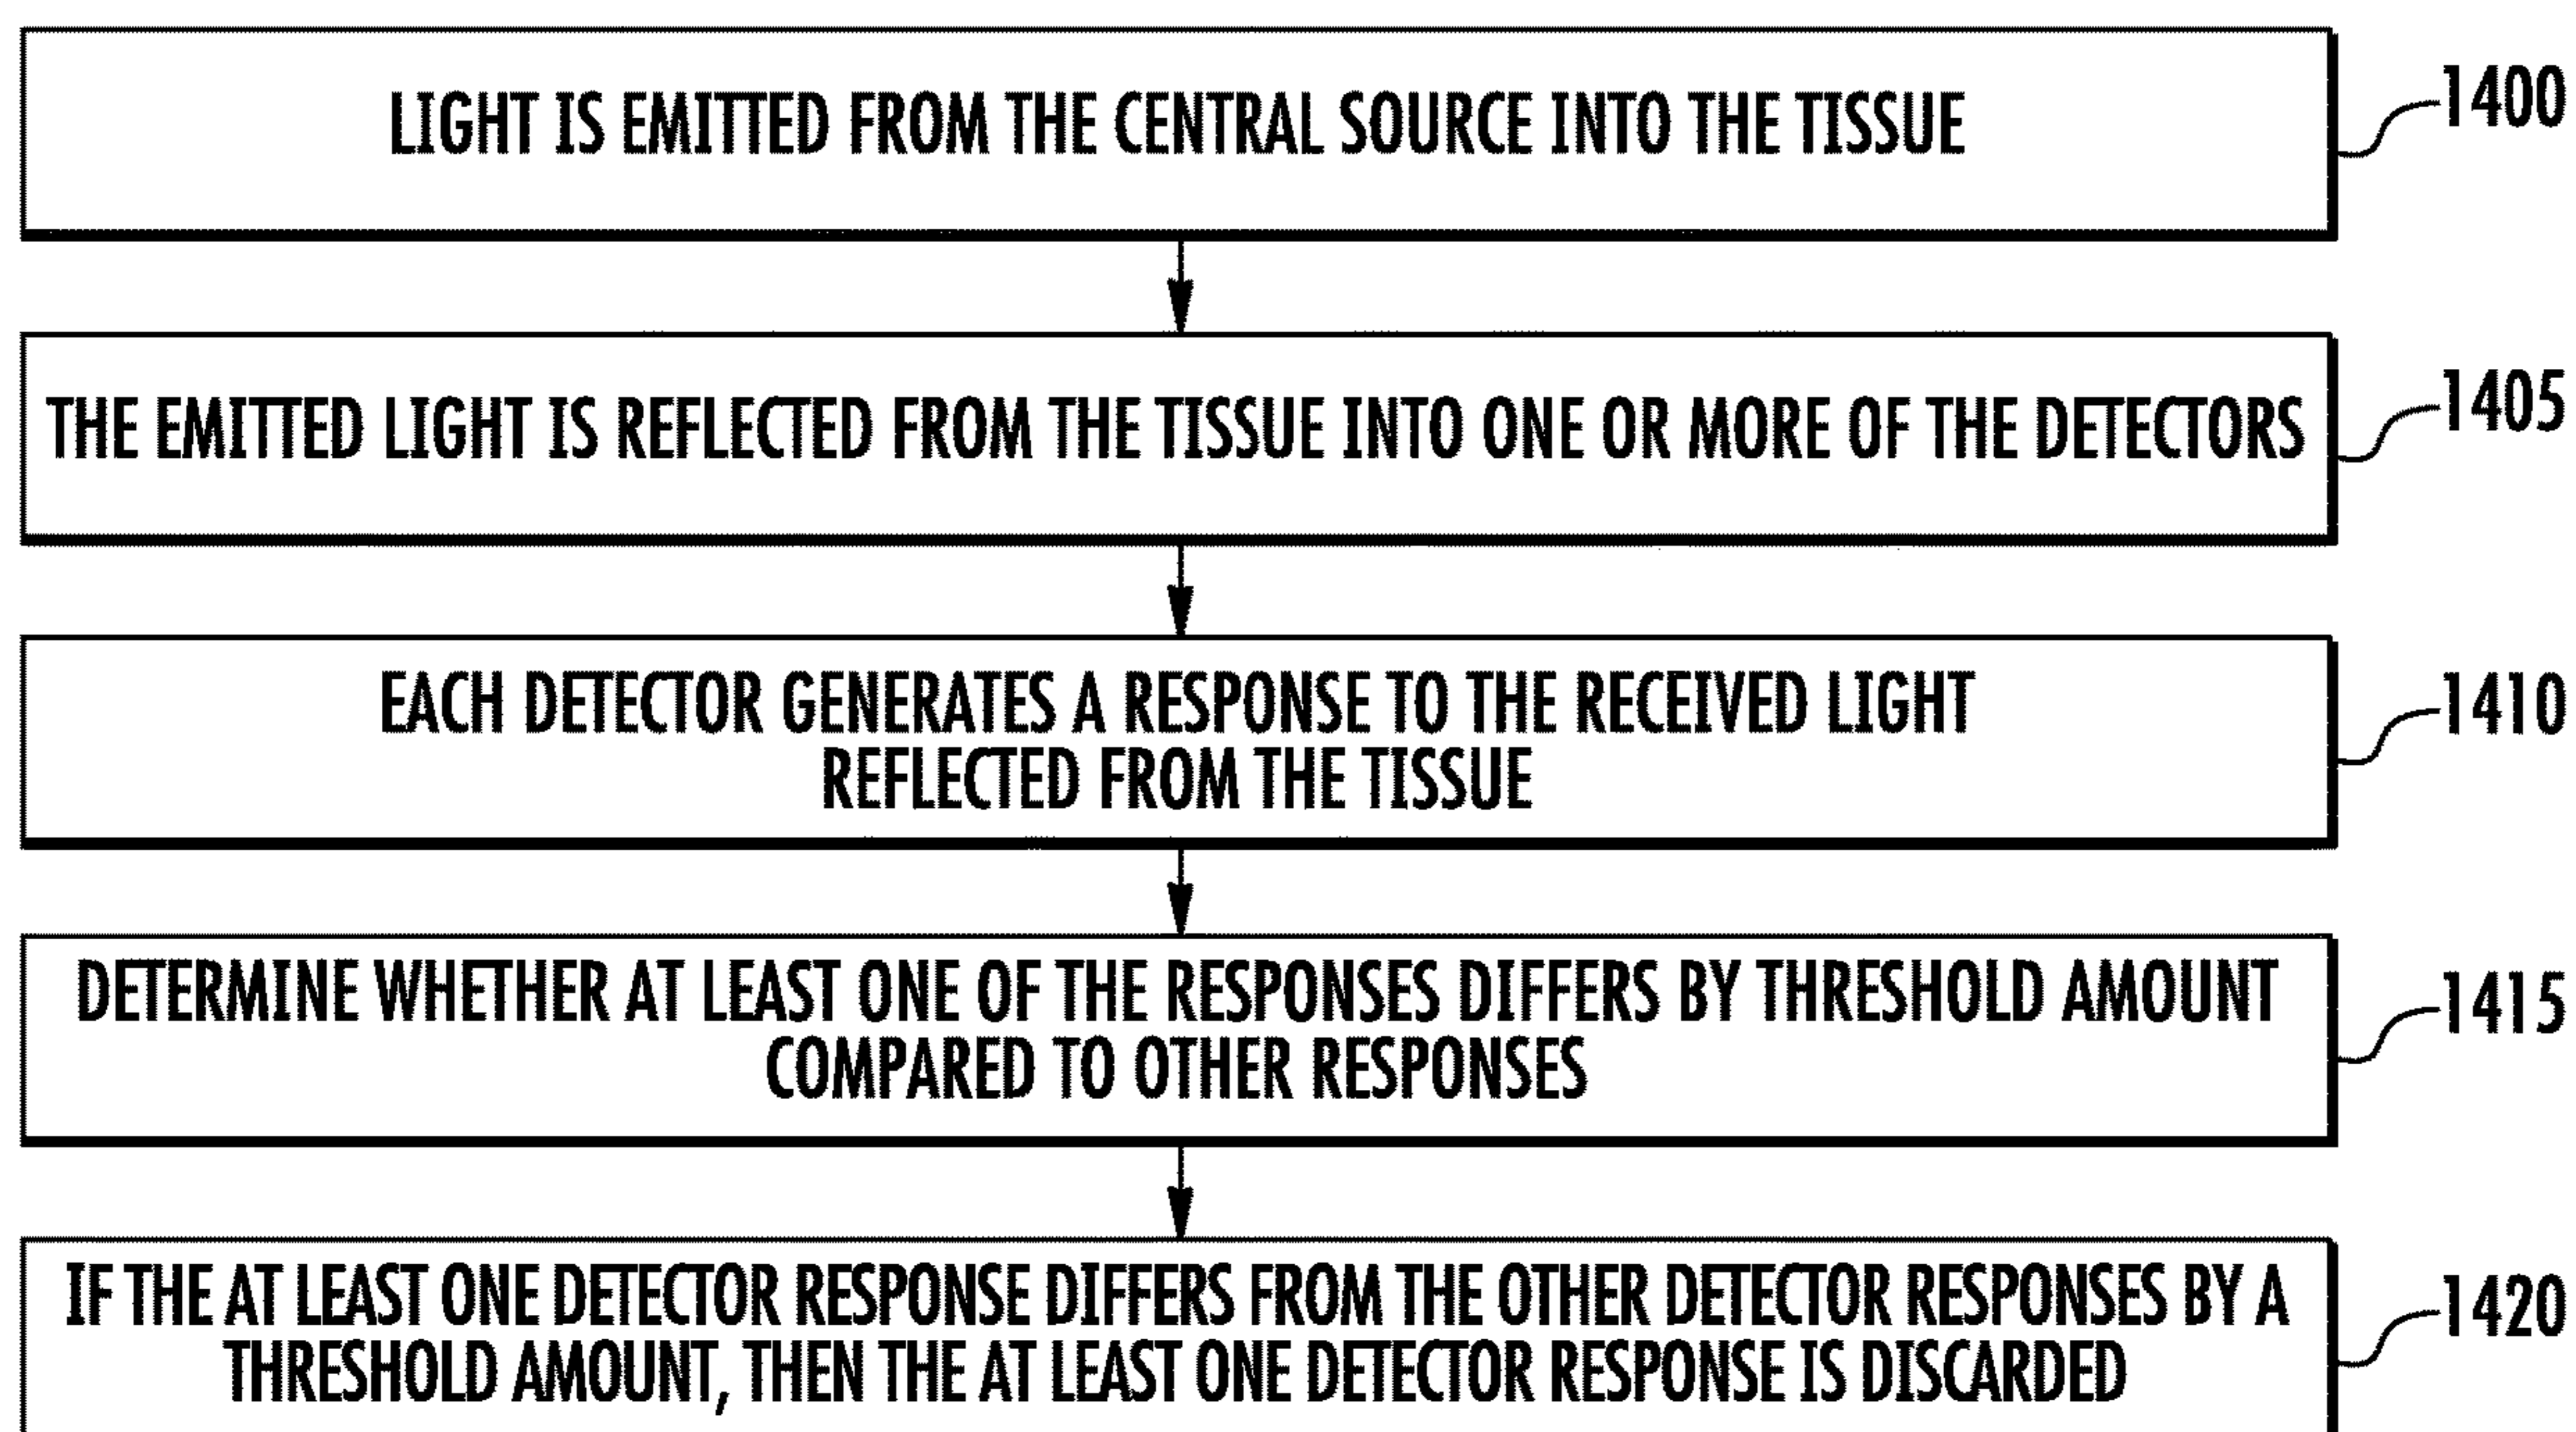 LIGHT IS EMITTED FROM THE CENTRAL SOURCE INTO THE TISSUE
1400
THE EMITTED LIGHT IS REFLECTED FROM THE TISSUE INTO ONE OR MORE OF THE DETECTORS
1405
EACH DETECTOR GENERATES A RESPONSE TO THE RECEIVED LIGHT
REFLECTED FROM THE TISSUE
1410
DETERMINE WHETHER AT LEAST ONE OF THE RESPONSES DIFFERS BY THRESHOLD AMOUNT
COMPARED TO OTHER RESPONSES
1415
IF THE AT LEAST ONE DETECTOR RESPONSE DIFFERS FROM THE OTHER DETECTOR RESPONSES BY A
THRESHOLD AMOUNT, THEN THE AT LEAST ONE DETECTOR RESPONSE IS DISCARDED
1420